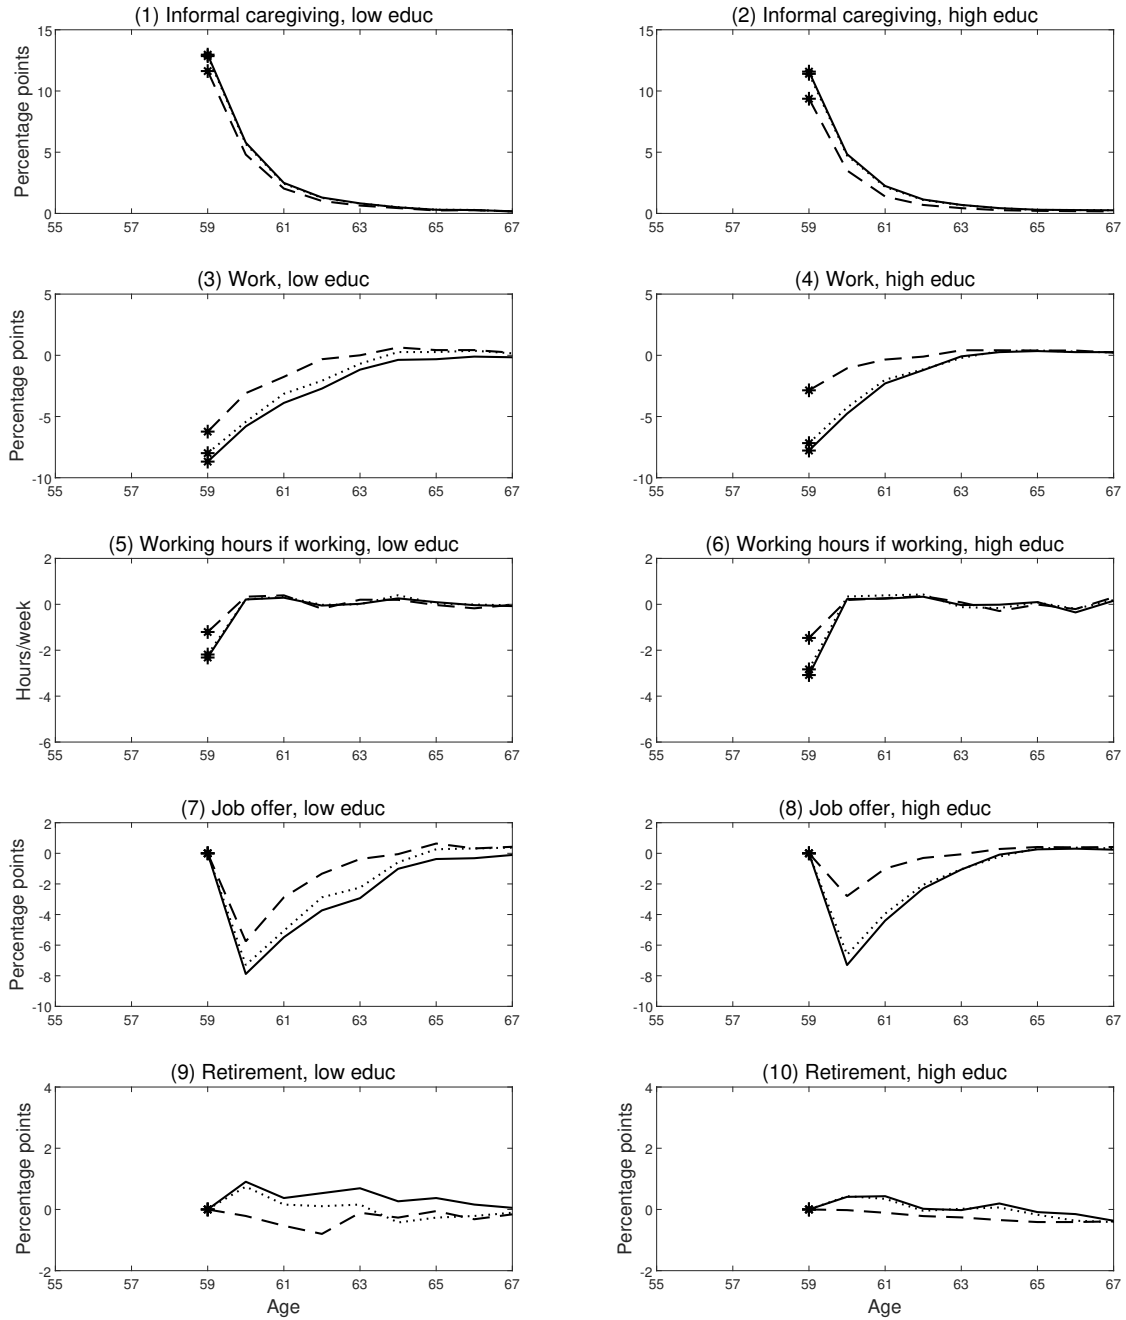 (1) Informal caregiving, low educ
(2) Informal caregiving, high educ
Percentage points
15
10
5
0
55 57 59 61 63 65 67
15
10
5
0
55 57 59 61 63 65 67
(3) Work, low educ
(4) Work, high educ
Percentage points
5
0
-5
-10
55 57 59 61 63 65 67
5
0
-5
-10
55 57 59 61 63 65 67
(5) Working hours if working, low educ
(6) Working hours if working, high educ
Hours/week
2
0
-2
-4
-6
55 57 59 61 63 65 67
2
0
-2
-4
-6
55 57 59 61 63 65 67
(7) Job offer, low educ
(8) Job offer, high educ
Percentage points
2
0
-2
-4
-6
-8
-10
55 57 59 61 63 65 67
2
0
-2
-4
-6
-8
-10
55 57 59 61 63 65 67
(9) Retirement, low educ
(10) Retirement, high educ
Percentage points
4
2
0
-2
55 57 59 61 63 65 67
Age
Percentage points
4
2
0
-2
55 57 59 61 63 65 67
Age